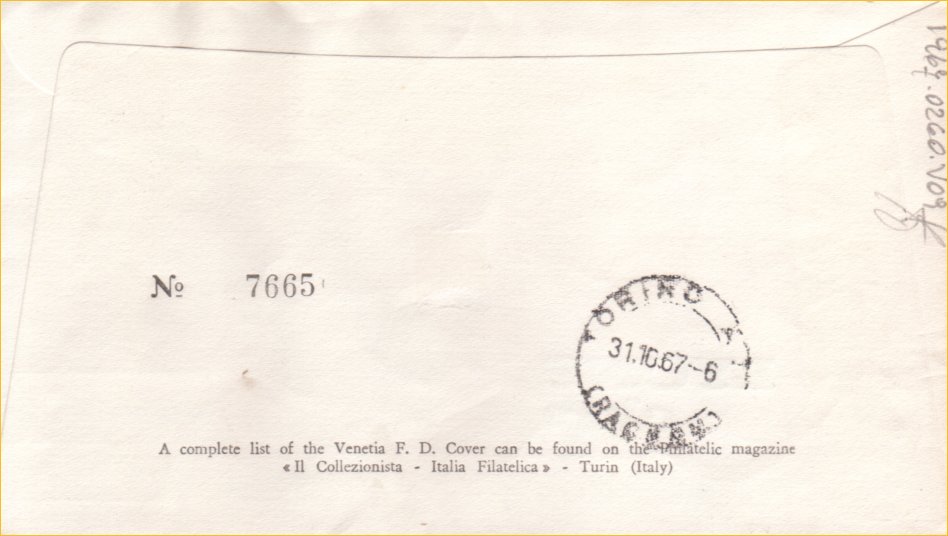 Nº 7665
TORINO A
31.10.67--6
A complete list of the Venetia F. D. Cover can be found on the Philatelic magazine
« Il Collezionista - Italia Filatelica » - Turin (Italy)